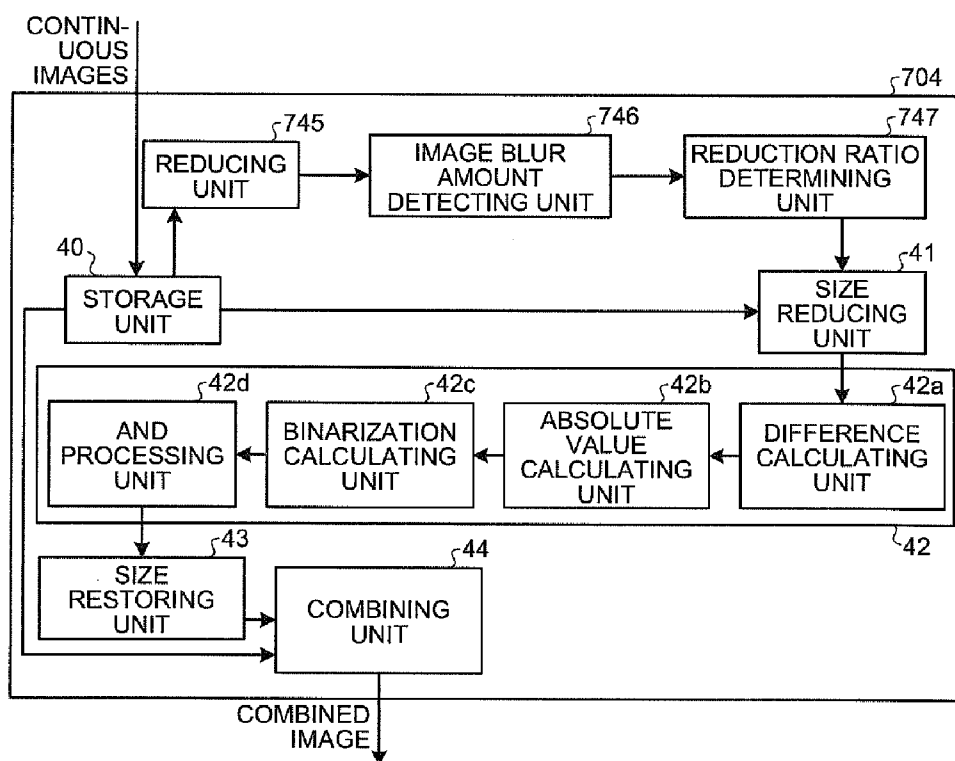 CONTIN-
UOUS
IMAGES
704
745
REDUCING
UNIT
746
IMAGE BLUR
AMOUNT
DETECTING UNIT
747
REDUCTION RATIO
DETERMINING
UNIT
40
STORAGE
UNIT
41
SIZE
REDUCING
UNIT
42d
AND
PROCESSING
UNIT
42c
BINARIZATION
CALCULATING
UNIT
42b
ABSOLUTE
VALUE
CALCULATING
UNIT
42a
DIFFERENCE
CALCULATING
UNIT
42
43
SIZE
RESTORING
UNIT
44
COMBINING
UNIT
COMBINED
IMAGE